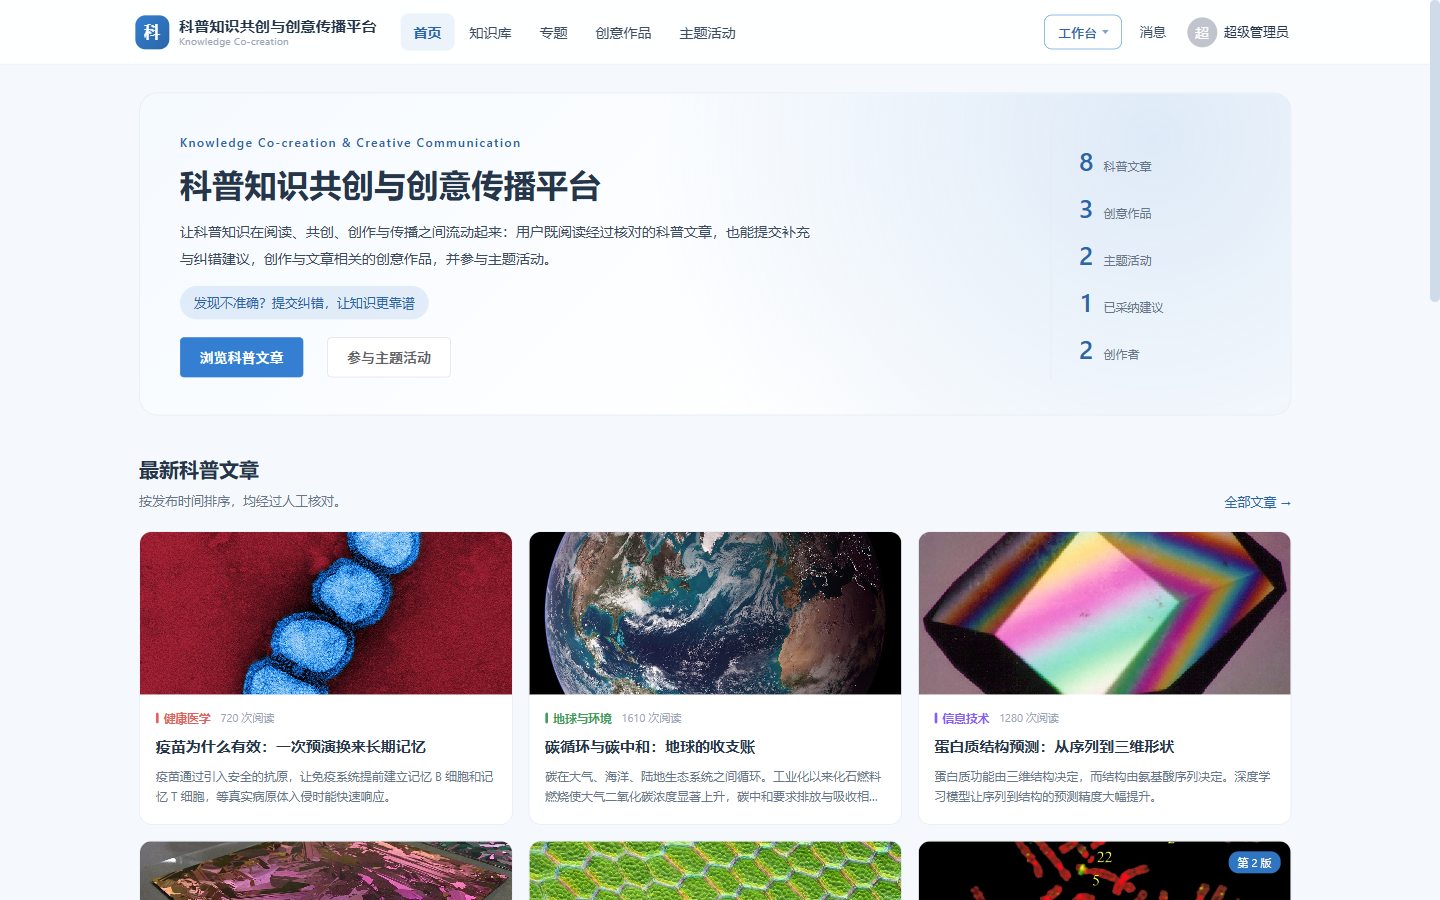 科
科普知识共创与创意传播平台
Knowledge Co-creation
首页
知识库
专题
创意作品
主题活动
工作台
消息
超
超级管理员
Knowledge Co-creation & Creative Communication
科普知识共创与创意传播平台
让科普知识在阅读、共创、创作与传播之间流动起来：用户既阅读经过核对的科普文章，也能提交补充
与纠错建议，创作与文章相关的创意作品，并参与主题活动。
发现不准确？提交纠错，让知识更靠谱
浏览科普文章
参与主题活动
8 科普文章
3 创意作品
2 主题活动
1 已采纳建议
2 创作者
最新科普文章
按发布时间排序，均经过人工核对。
全部文章 →
健康医学 720 次阅读
疫苗为什么有效：一次预演换来长期记忆
疫苗通过引入安全的抗原，让免疫系统提前建立记忆 B 细胞和记
忆 T 细胞，等真实病原体入侵时能快速响应。
地球与环境 1610 次阅读
碳循环与碳中和：地球的收支账
碳在大气、海洋、陆地生态系统之间循环。工业化以来化石燃料
燃烧使大气二氧化碳浓度显著上升，碳中和要求排放与吸收相...
信息技术 1280 次阅读
蛋白质结构预测：从序列到三维形状
蛋白质功能由三维结构决定，而结构由氨基酸序列决定。深度学
习模型让序列到结构的预测精度大幅提升。
22
5
第 2 版